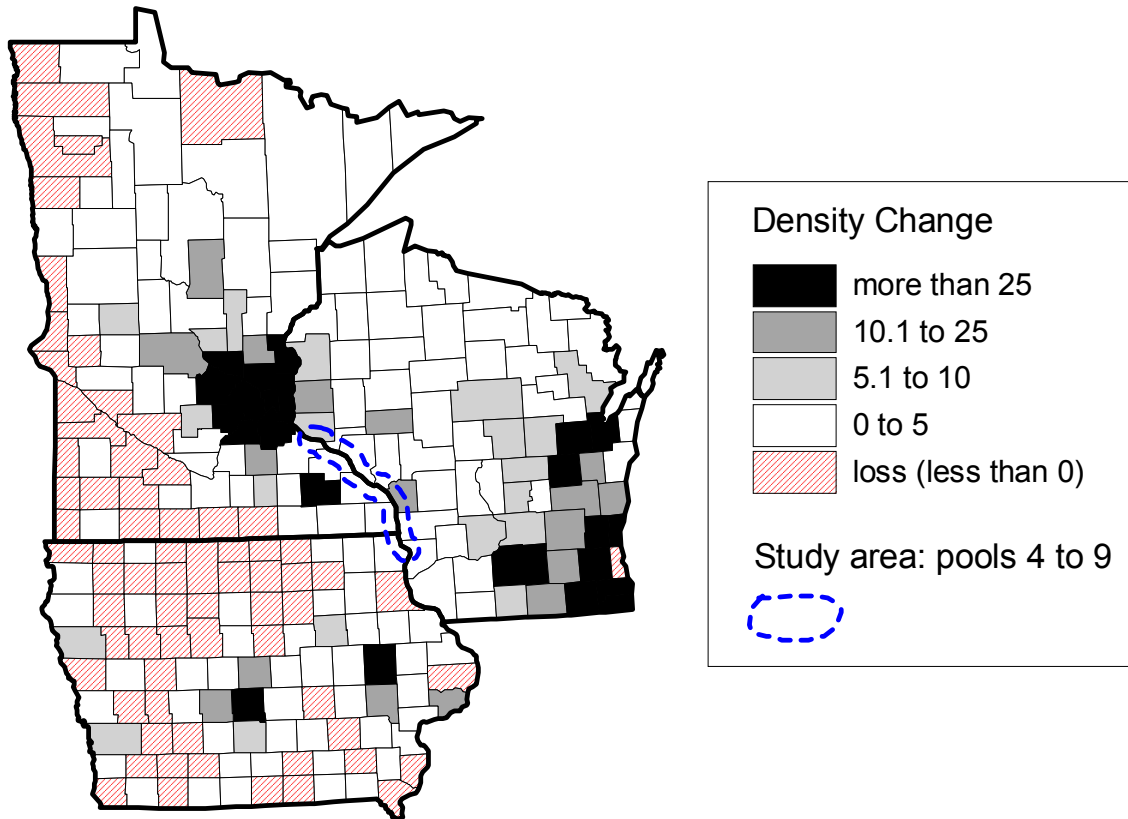 Density Change
more than 25
10.1 to 25
5.1 to 10
0 to 5
loss (less than 0)
Study area: pools 4 to 9